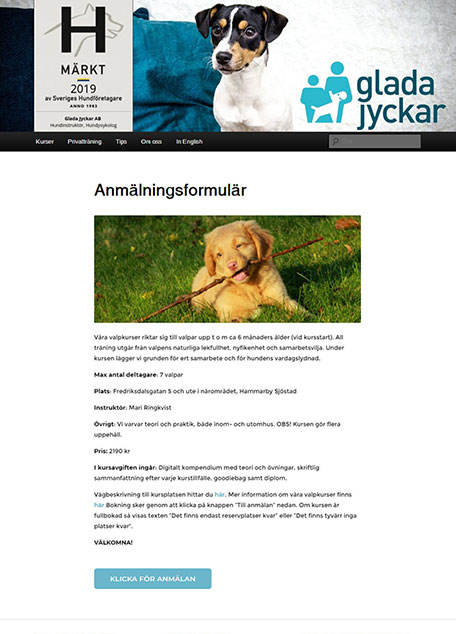 H
MÄRKT
2019
av Sveriges Hundföretagare
ANNO 1983
Glada Jyckar AB
Hundinstruktör, Hundpsykolog
glada
jyckar
Kurser Privatträning Tips Om oss In English
Anmälningsformulär
Våra valpkurser riktar sig till valpar upp t o m ca 6 månaders ålder (vid kursstart). All
träning utgår från valpens naturliga lekfullhet, nyfikenhet och samarbetsvilja. Under
kursen lägger vi grunden för ert samarbete och för hundens vardagslydnad.
Max antal deltagare: 7 valpar
Plats: Fredriksdalsgatan 5 och ute i närområdet, Hammarby Sjöstad
Instruktör: Mari Ringkvist
Övrigt: Vi varvar teori och praktik, både inom- och utomhus. OBS! Kursen gör flera
uppehåll.
Pris: 2190 kr
I kursavgiften ingår: Digitalt kompendium med teori och övningar, skriftlig
sammanfattning efter varje kurstillfälle, goodiebag samt diplom.
Vägbeskrivning till kursplatsen hittar du här. Mer information om våra valpkurser finns
här Bokning sker genom att klicka på knappen "Till anmälan" nedan. Om kursen är
fullbokad så visas texten "Det finns endast reservplatser kvar" eller "Det finns tyvärr inga
platser kvar".
VÄLKOMNA!
KLICKA FÖR ANMÄLAN